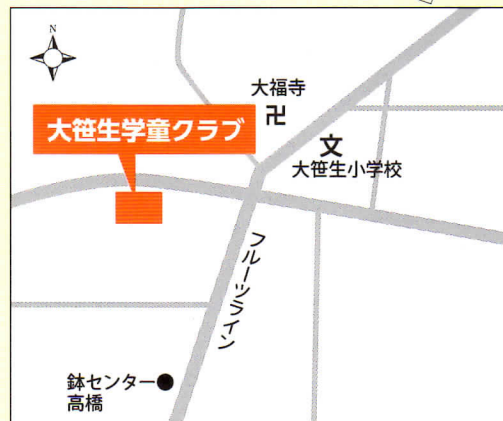 N
大福寺
卍
大笹生学童クラブ
文
大笹生小学校
フルーツライン
鉢センター
高橋